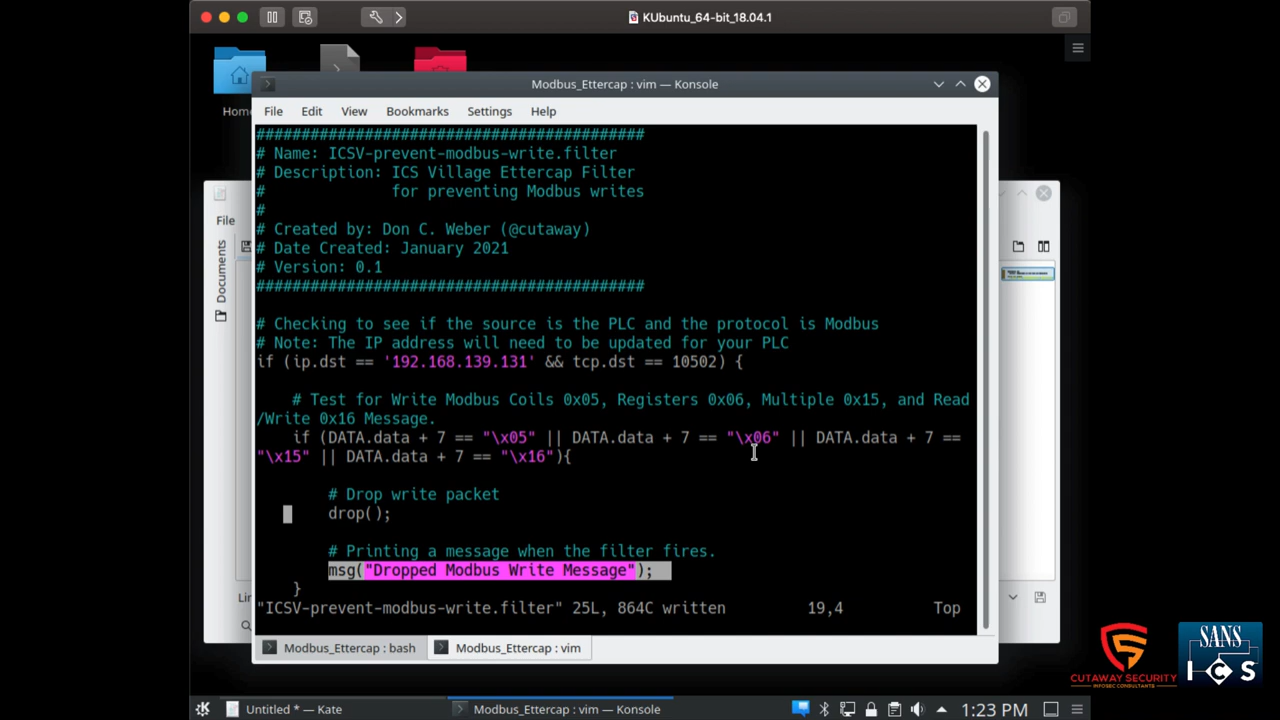 KUbuntu_64-bit_18.04.1
Home
Modbus_Ettercap : vim — Konsole
File Edit View Bookmarks Settings Help
###########################################
# Name: ICSV-prevent-modbus-write.filter
# Description: ICS Village Ettercap Filter
# for preventing Modbus writes
#
# Created by: Don C. Weber (@cutaway)
# Date Created: January 2021
# Version: 0.1
###########################################
# Checking to see if the source is the PLC and the protocol is Modbus
# Note: The IP address will need to be updated for your PLC
if (ip.dst == '192.168.139.131' && tcp.dst == 10502) {
# Test for Write Modbus Coils 0x05, Registers 0x06, Multiple 0x15, and Read
/Write 0x16 Message.
if (DATA.data + 7 == "\x05" || DATA.data + 7 == "\x06" || DATA.data + 7 ==
"\x15" || DATA.data + 7 == "\x16"){
# Drop write packet
drop();
# Printing a message when the filter fires.
msg("Dropped Modbus Write Message");
}
"ICSV-prevent-modbus-write.filter" 25L, 864C written 19,4 Top
Modbus_Ettercap : bash
Modbus_Ettercap : vim
File
Documents
CUTAWAY SECURITY
INFOSEC CONSULTANTS
SANS
ICS
Untitled * — Kate
Modbus_Ettercap : vim — Konsole
1:23 PM